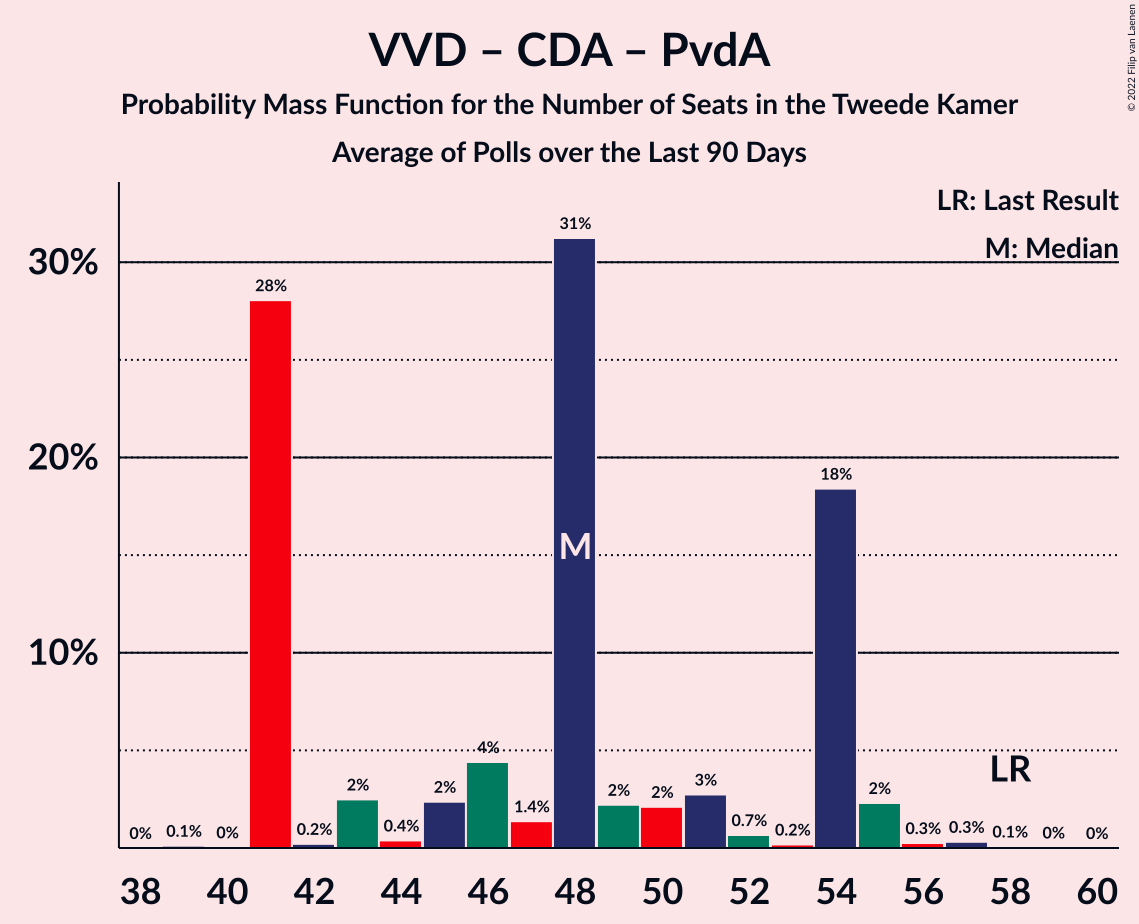 VVD – CDA – PvdA
Probability Mass Function for the Number of Seats in the Tweede Kamer
Average of Polls over the Last 90 Days
© 2022 Filip van Laenen
LR: Last Result
M: Median
30%
20%
10%
0% 0.1% 0% 28% 0.2% 2% 0.4% 2% 4% 1.4% 31% 2% 2% 3% 0.7% 0.2% 18% 2% 0.3% 0.3% 0.1% 0% 0%
M
LR
38 40 42 44 46 48 50 52 54 56 58 60